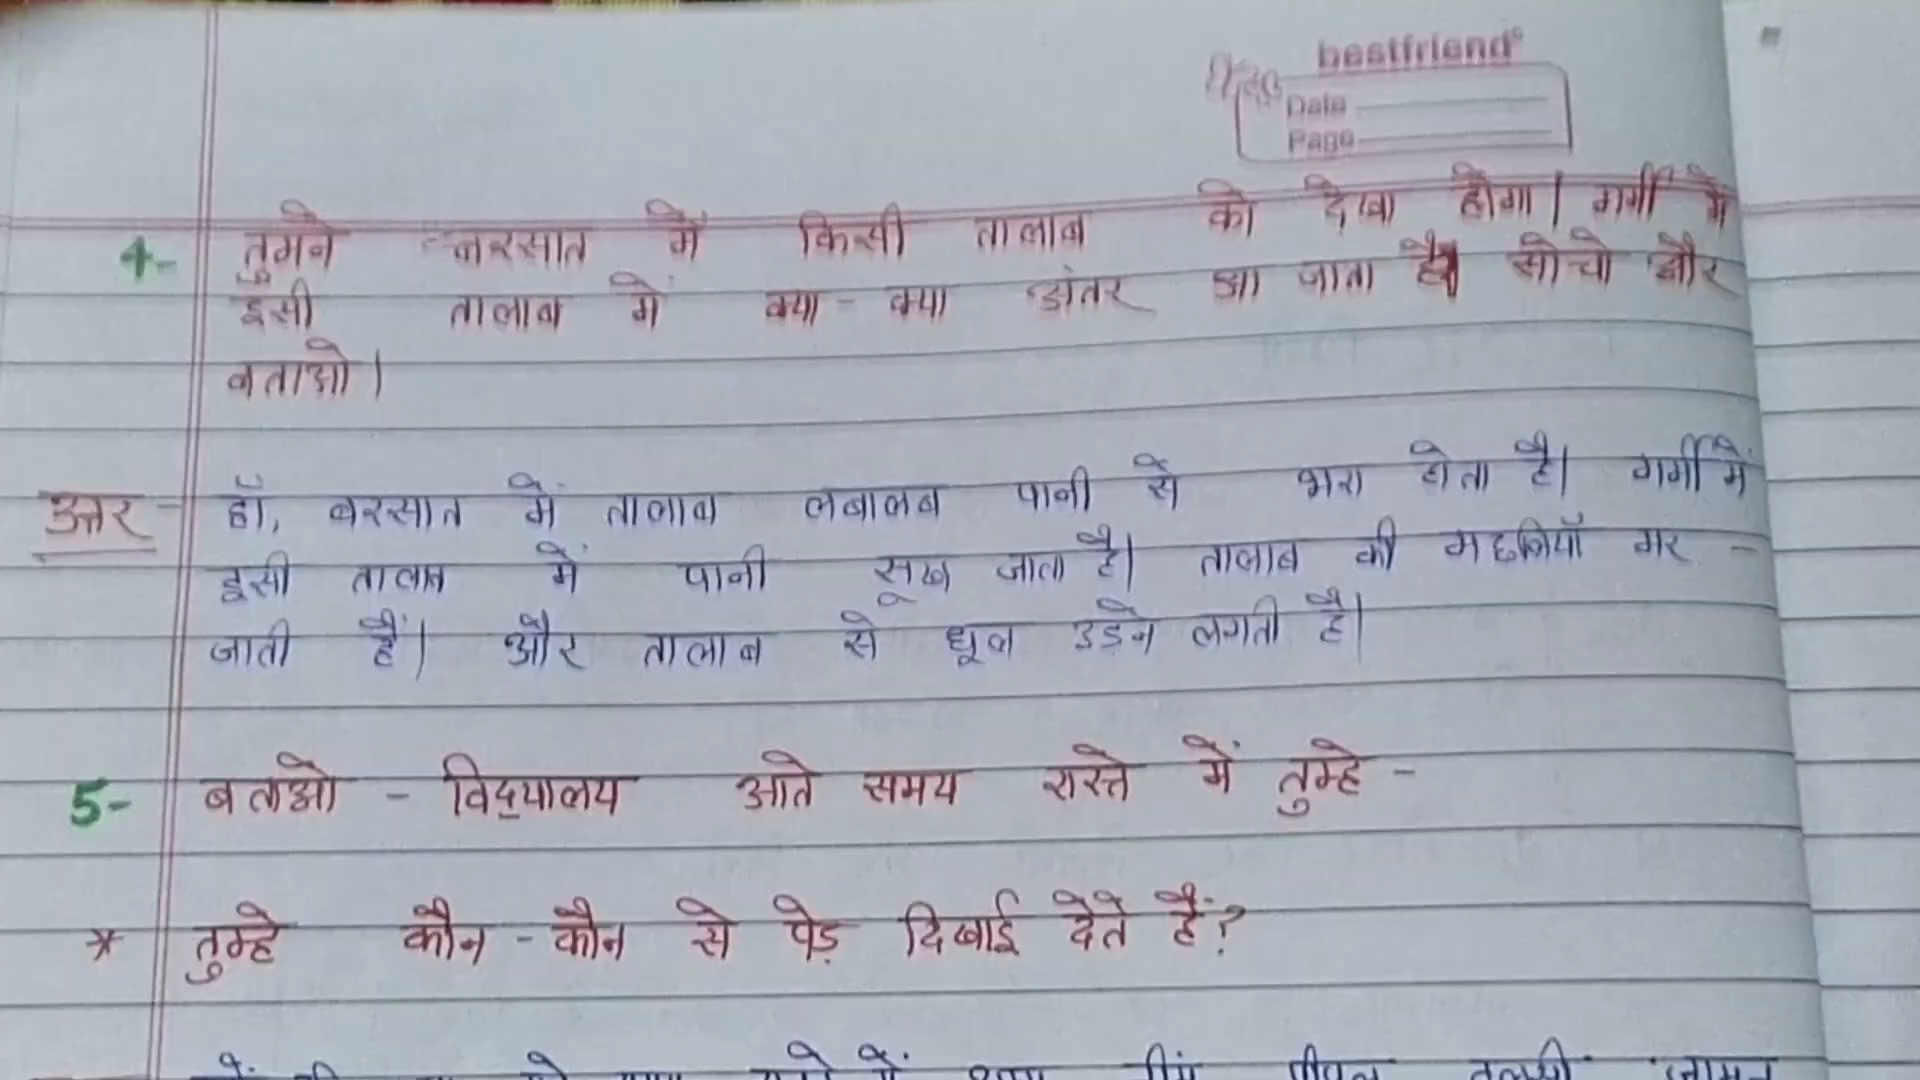 bestfriend
Date
Page
4- तुमने बरसात में किसी तालाब को देखा होगा। गर्मी में
इसी तालाब में क्या - क्या अंतर आ जाता है। सोचो और
बताओ।
उत्तर - हाँ, बरसात में तालाब लबालब पानी से भरा होता है। गर्मी में
इसी तालाब में पानी सूख जाता है। तालाब की मछलियाँ मर -
जाती हैं। और तालाब से धूल उडने लगती है।
5- बताओ - विद्यालय आते समय रास्ते में तुम्हे -
* तुम्हे कौन - कौन से पेड़ दिखाई देते हैं?